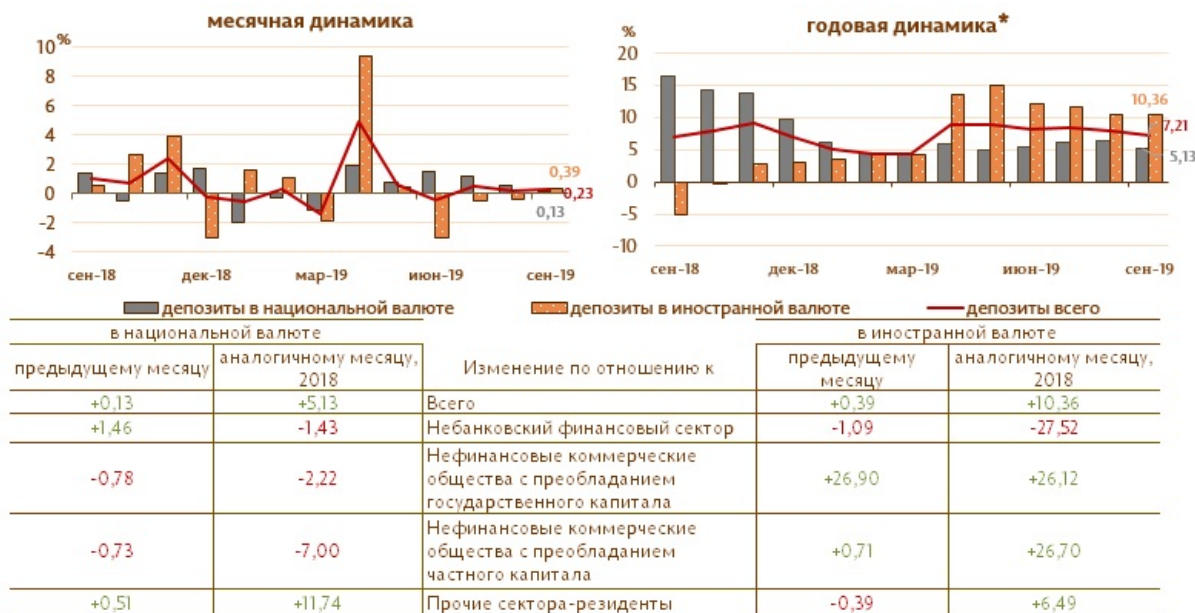 месячная динамика
%
10
8
6
4
2
0
-2
-4
0,39
0,23
0,13
сен-18 дек-18 мар-19 июн-19 сен-19
годовая динамика*
%
20
15
10
5
0
-5
-10
10,36
7,21
5,13
сен-18 дек-18 мар-19 июн-19 сен-19
депозиты в национальной валюте депозиты в иностранной валюте депозиты всего
в национальной валюте в иностранной валюте
предыдущему месяцу аналогичному месяцу, 2018 Изменение по отношению к предыдущему месяцу аналогичному месяцу, 2018
+0,13 +5,13 Всего +0,39 +10,36
+1,46 -1,43 Небанковский финансовый сектор -1,09 -27,52
Нефинансовые коммерческие
общества с преобладанием
государственного капитала
-0,78 -2,22 +26,90 +26,12
Нефинансовые коммерческие
общества с преобладанием
частного капитала
-0,73 -7,00 +0,71 +26,70
+0,51 +11,74 Прочие сектора-резиденты -0,39 +6,49